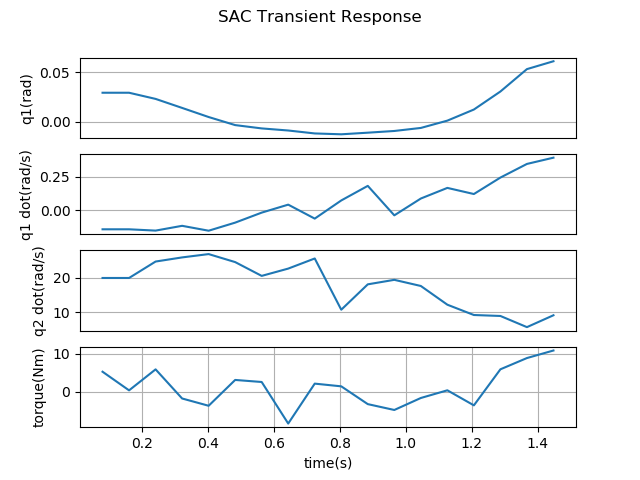 SAC Transient Response
q1(rad)
0.05
0.00
q1 dot(rad/s)
0.25
0.00
q2 dot(rad/s)
20
10
torque(Nm)
10
0
0.2 0.4 0.6 0.8 1.0 1.2 1.4
time(s)